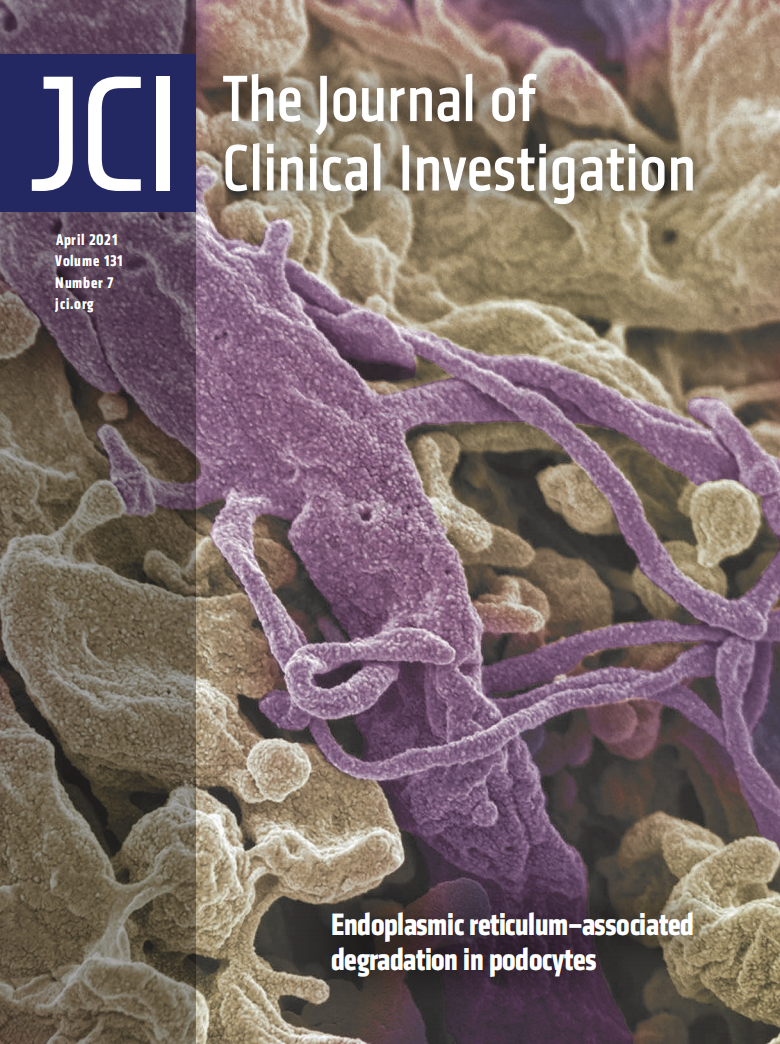 JCI
The Journal of
Clinical Investigation
April 2021
Volume 131
Number 7
jci.org
Endoplasmic reticulum–associated
degradation in podocytes